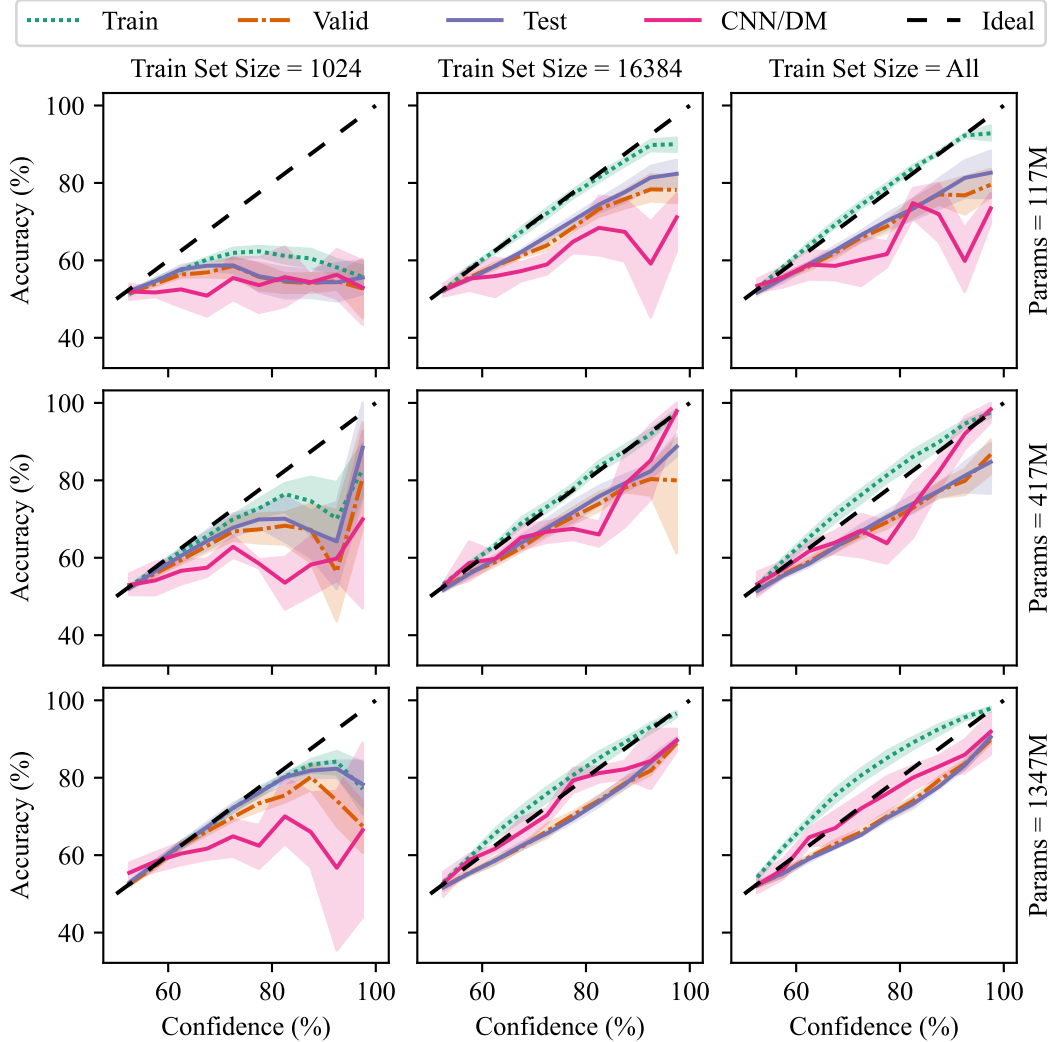 Train Valid Test CNN/DM Ideal
Train Set Size = 1024 Train Set Size = 16384 Train Set Size = All
100
80
60
40
Accuracy (%)
Params = 117M
100
80
60
40
Accuracy (%)
Params = 417M
100
80
60
40
Accuracy (%)
Params = 1347M
60 80 100 60 80 100 60 80 100
Confidence (%) Confidence (%) Confidence (%)